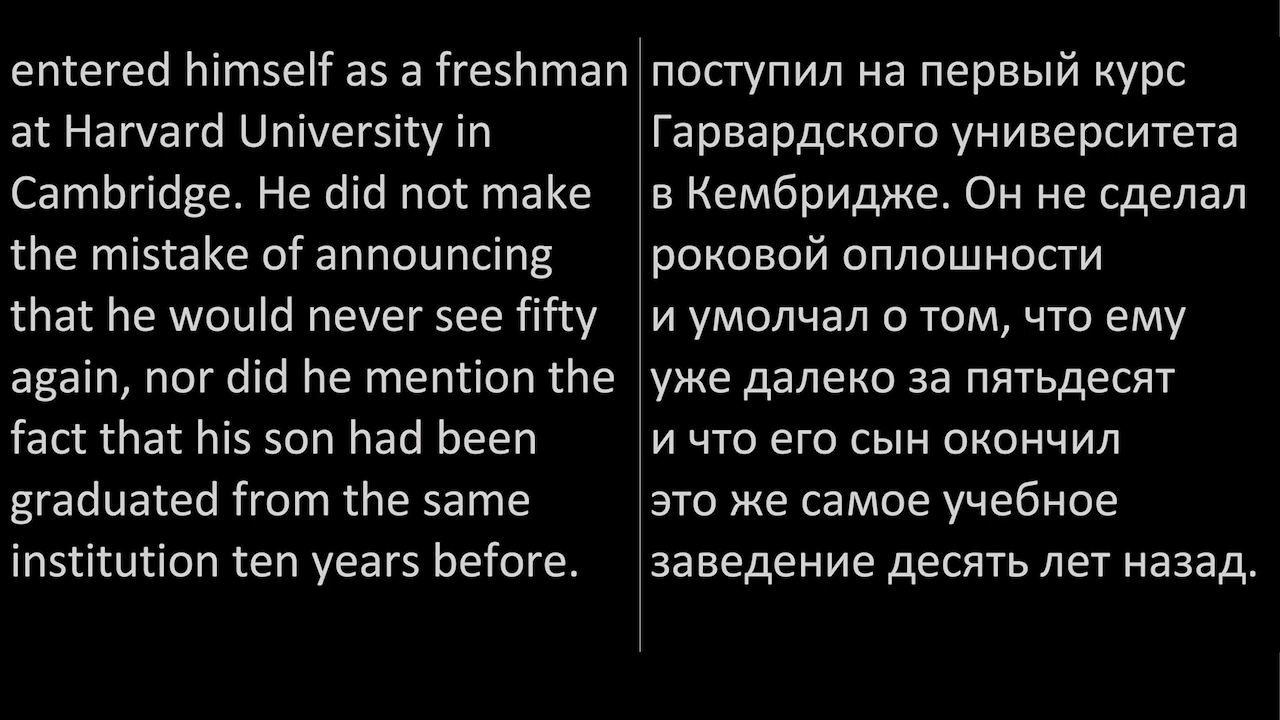 entered himself as a freshman
at Harvard University in
Cambridge. He did not make
the mistake of announcing
that he would never see fifty
again, nor did he mention the
fact that his son had been
graduated from the same
institution ten years before.
поступил на первый курс
Гарвардского университета
в Кембридже. Он не сделал
роковой оплошности
и умолчал о том, что ему
уже далеко за пятьдесят
и что его сын окончил
это же самое учебное
заведение десять лет назад.